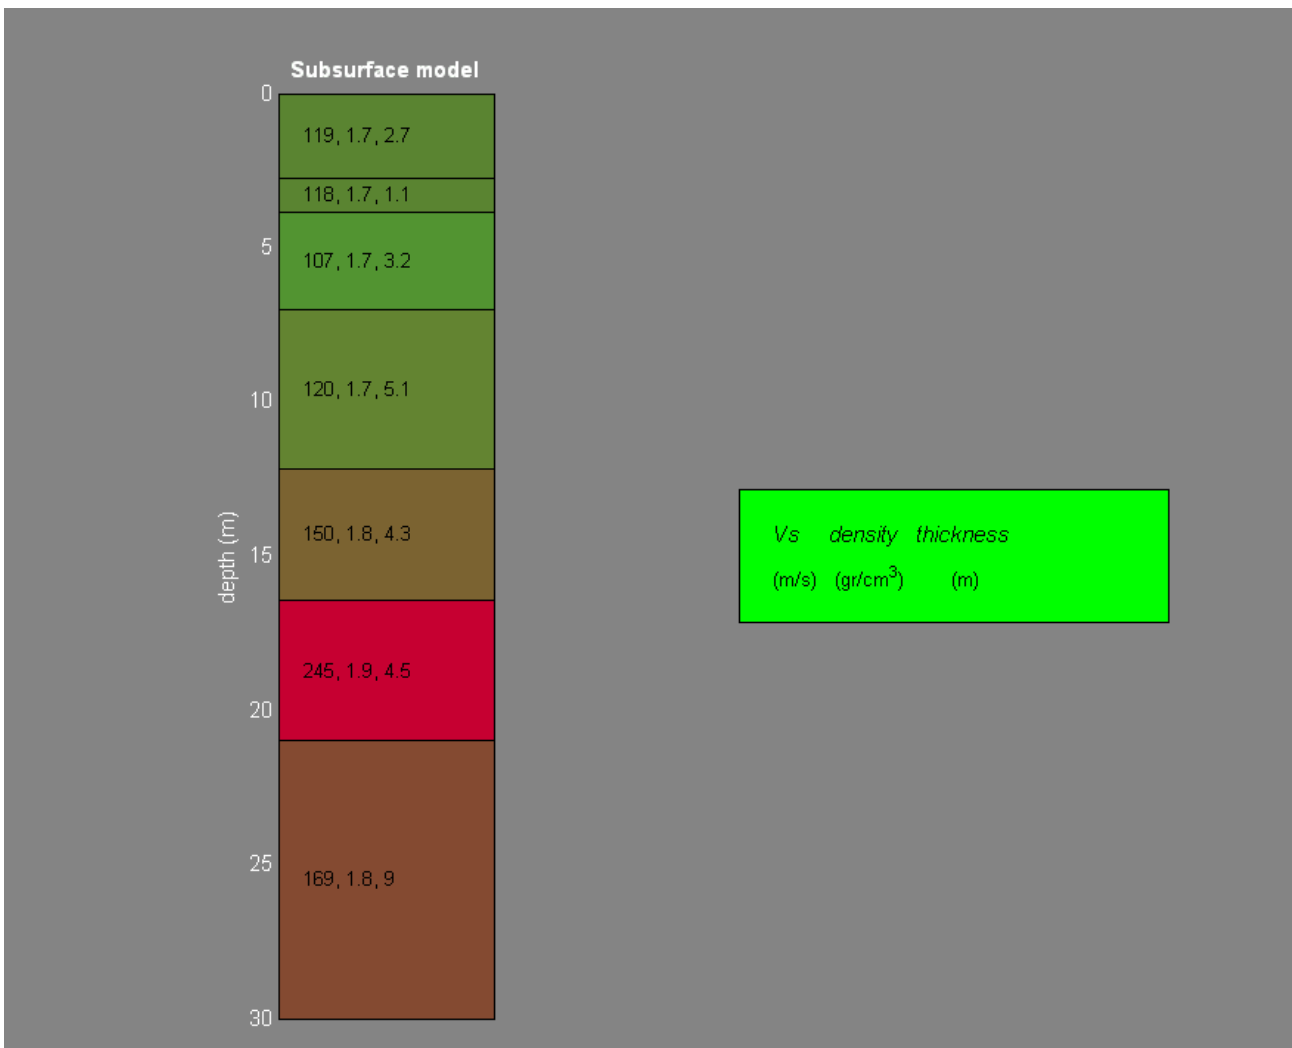 Subsurface model
0
119, 1.7, 2.7
118, 1.7, 1.1
5
107, 1.7, 3.2
120, 1.7, 5.1
10
150, 1.8, 4.3
depth (m)
15
245, 1.9, 4.5
20
25
169, 1.8, 9
30
Vs density thickness
(m/s) (gr/cm³) (m)